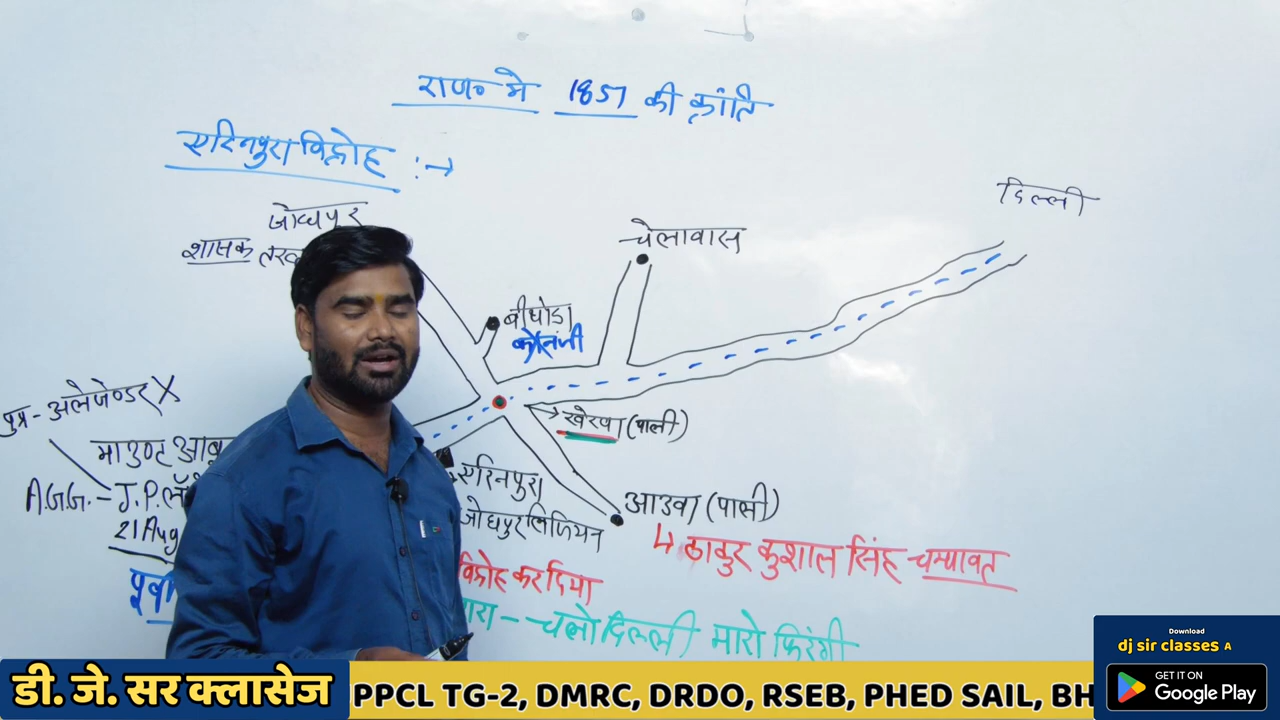 राज० मे 1857 की क्रांति
एरिनपुरा विद्रोह :→
दिल्ली
जोधपुर
शासक
चेलावास
बीथोडा
पुत्र - अलेजेण्डर X
→ खेरवा (पाली)
माउण्ट आबू
एरिनपुरा
A.G.G. - J.P.
आउवा (पाली)
21 Aug
जोधपुर लिजियन
↳ ठाकुर कुशाल सिंह चम्पावत
विद्रोह कर दिया
चलो दिल्ली मारो फिरंगी
Download
dj sir classes A
GET IT ON
Google Play
डी. जे. सर क्लासेज
PPCL TG-2, DMRC, DRDO, RSEB, PHED SAIL, BH